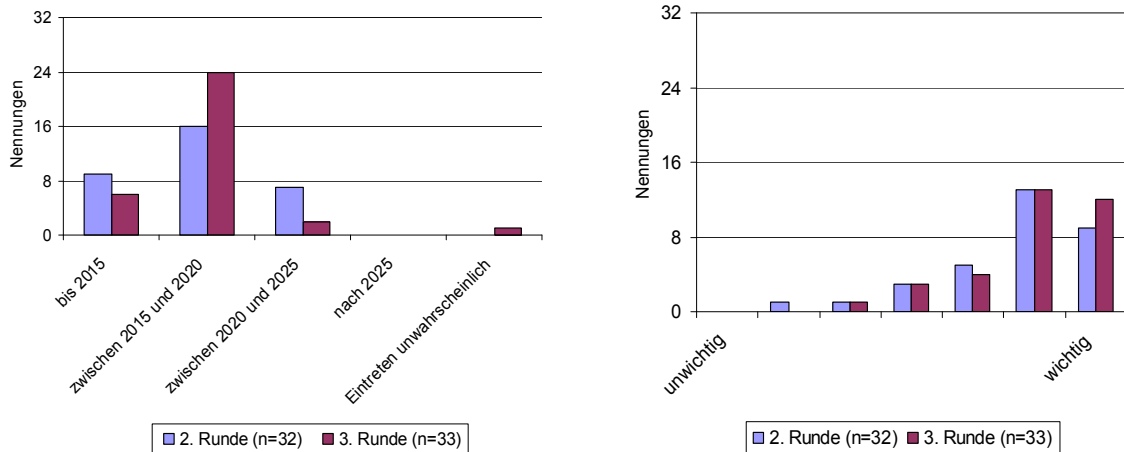 Nennungen
32
24
16
8
0
bis 2015
zwischen 2015 und 2020
zwischen 2020 und 2025
nach 2025
Eintreten unwahrscheinlich
2. Runde (n=32) 3. Runde (n=33)
Nennungen
32
24
16
8
0
unwichtig
wichtig
2. Runde (n=32) 3. Runde (n=33)